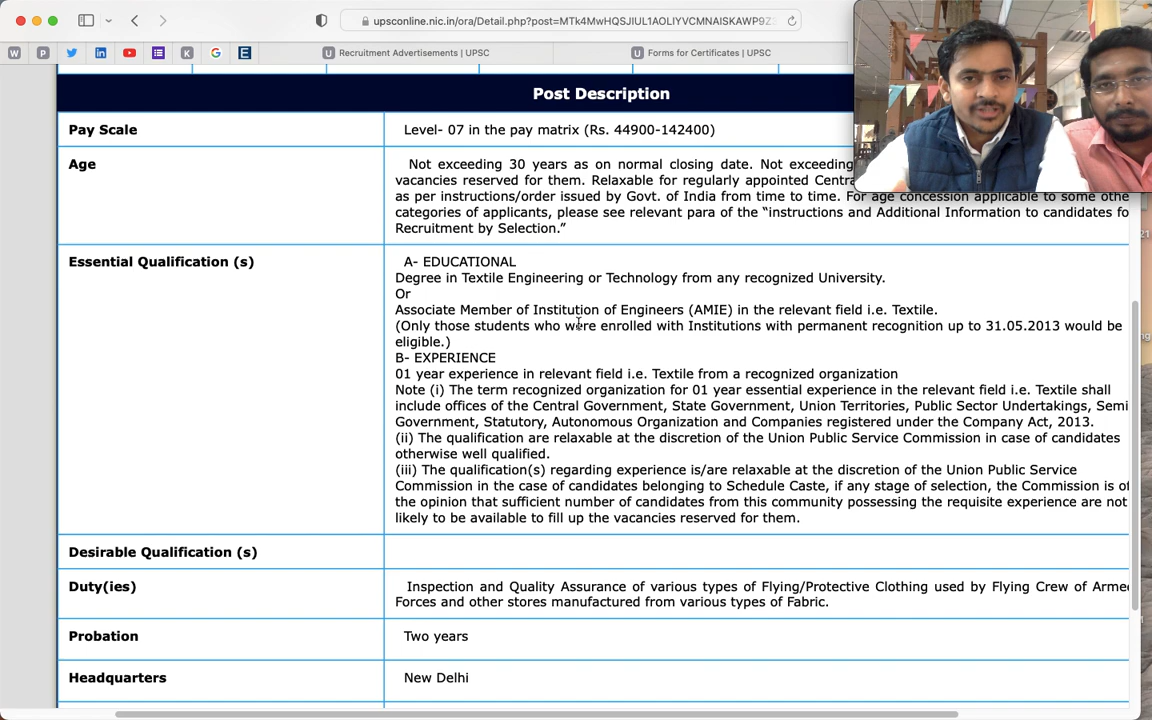 upsconline.nic.in/ora/Detail.php?post=MTk4MwHQSJIUL1AOLIYVCMNAISKAWP9Z
W P K G E
Recruitment Advertisements | UPSC
Forms for Certificates | UPSC
Post Description
Pay Scale
Level- 07 in the pay matrix (Rs. 44900-142400)
Age
Not exceeding 30 years as on normal closing date. Not exceeding
vacancies reserved for them. Relaxable for regularly appointed Centra
as per instructions/order issued by Govt. of India from time to time. For age concession applicable to some othe
categories of applicants, please see relevant para of the “instructions and Additional Information to candidates fo
Recruitment by Selection.”
Essential Qualification (s)
A- EDUCATIONAL
Degree in Textile Engineering or Technology from any recognized University.
Or
Associate Member of Institution of Engineers (AMIE) in the relevant field i.e. Textile.
(Only those students who were enrolled with Institutions with permanent recognition up to 31.05.2013 would be
eligible.)
B- EXPERIENCE
01 year experience in relevant field i.e. Textile from a recognized organization
Note (i) The term recognized organization for 01 year essential experience in the relevant field i.e. Textile shall
include offices of the Central Government, State Government, Union Territories, Public Sector Undertakings, Semi
Government, Statutory, Autonomous Organization and Companies registered under the Company Act, 2013.
(ii) The qualification are relaxable at the discretion of the Union Public Service Commission in case of candidates
otherwise well qualified.
(iii) The qualification(s) regarding experience is/are relaxable at the discretion of the Union Public Service
Commission in the case of candidates belonging to Schedule Caste, if any stage of selection, the Commission is of
the opinion that sufficient number of candidates from this community possessing the requisite experience are not
likely to be available to fill up the vacancies reserved for them.
Desirable Qualification (s)
Duty(ies)
Inspection and Quality Assurance of various types of Flying/Protective Clothing used by Flying Crew of Arme
Forces and other stores manufactured from various types of Fabric.
Probation
Two years
Headquarters
New Delhi